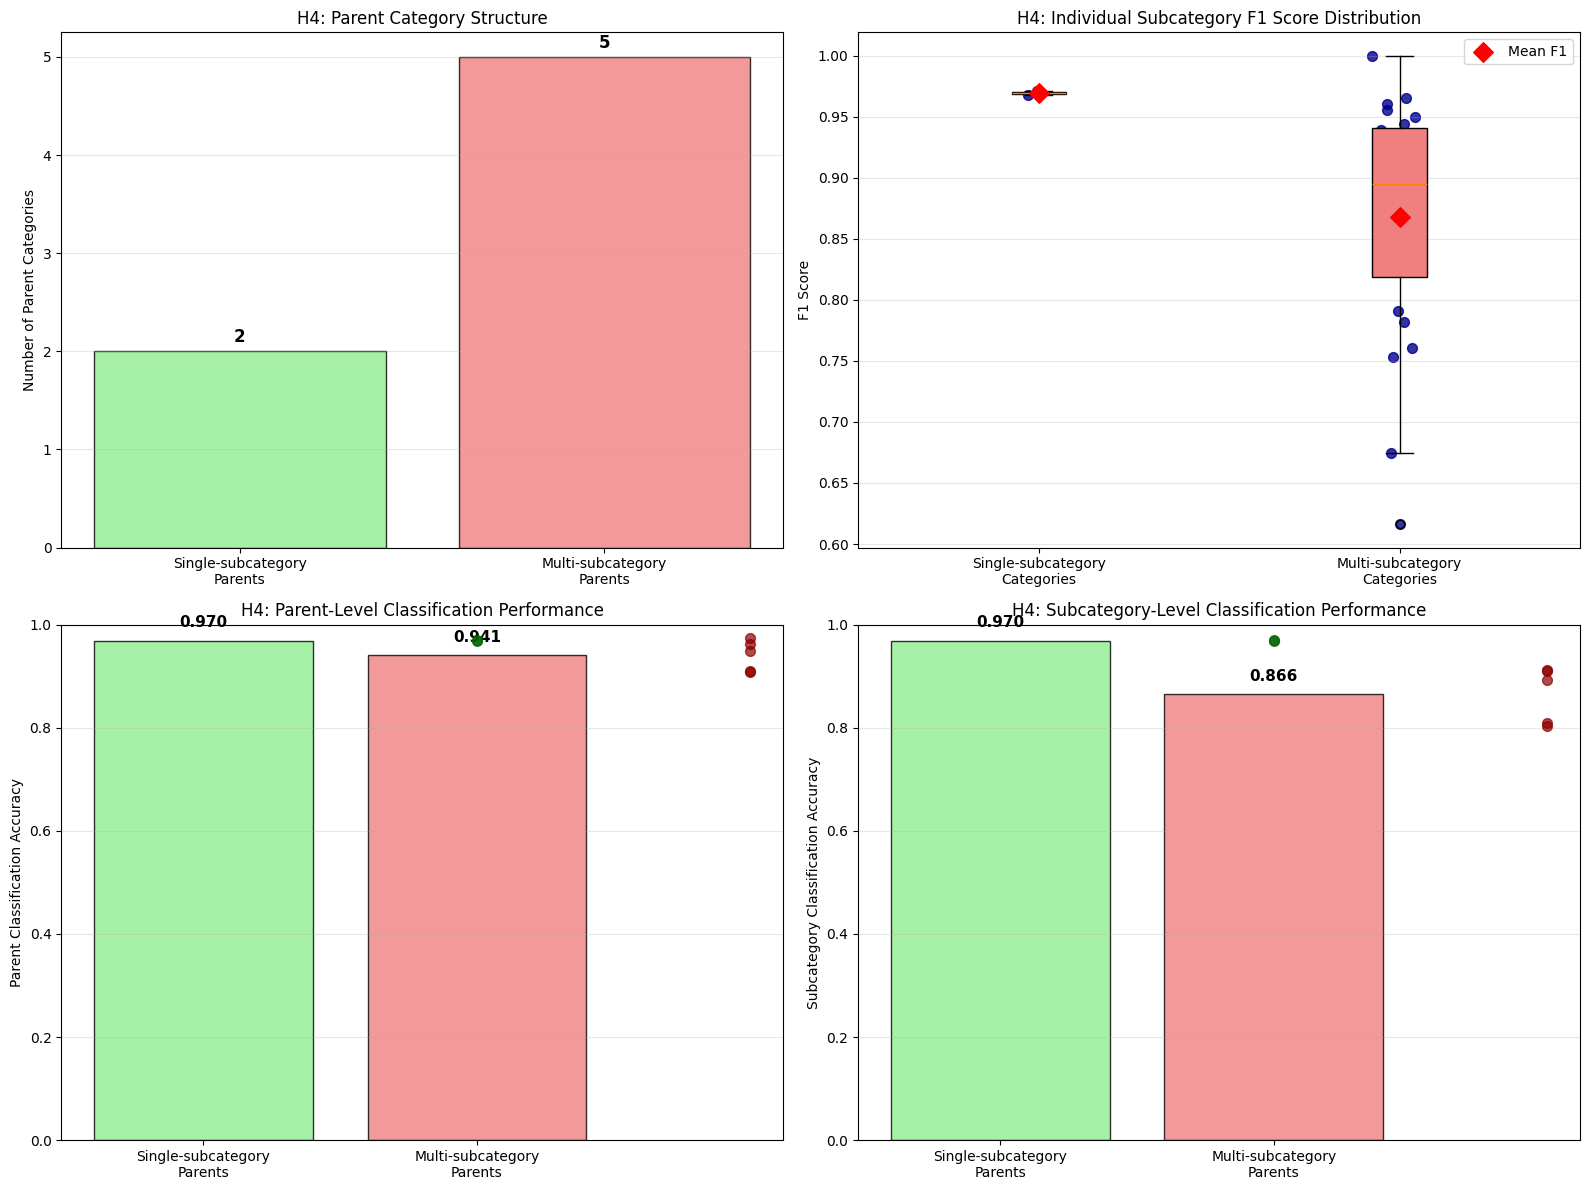 H4: Parent Category Structure
Number of Parent Categories
5
4
3
2
1
0
2
5
Single-subcategory
Parents
Multi-subcategory
Parents
H4: Individual Subcategory F1 Score Distribution
F1 Score
1.00
0.95
0.90
0.85
0.80
0.75
0.70
0.65
0.60
Mean F1
Single-subcategory
Categories
Multi-subcategory
Categories
H4: Parent-Level Classification Performance
Parent Classification Accuracy
1.0
0.8
0.6
0.4
0.2
0.0
0.970
0.941
Single-subcategory
Parents
Multi-subcategory
Parents
H4: Subcategory-Level Classification Performance
Subcategory Classification Accuracy
1.0
0.8
0.6
0.4
0.2
0.0
0.970
0.866
Single-subcategory
Parents
Multi-subcategory
Parents